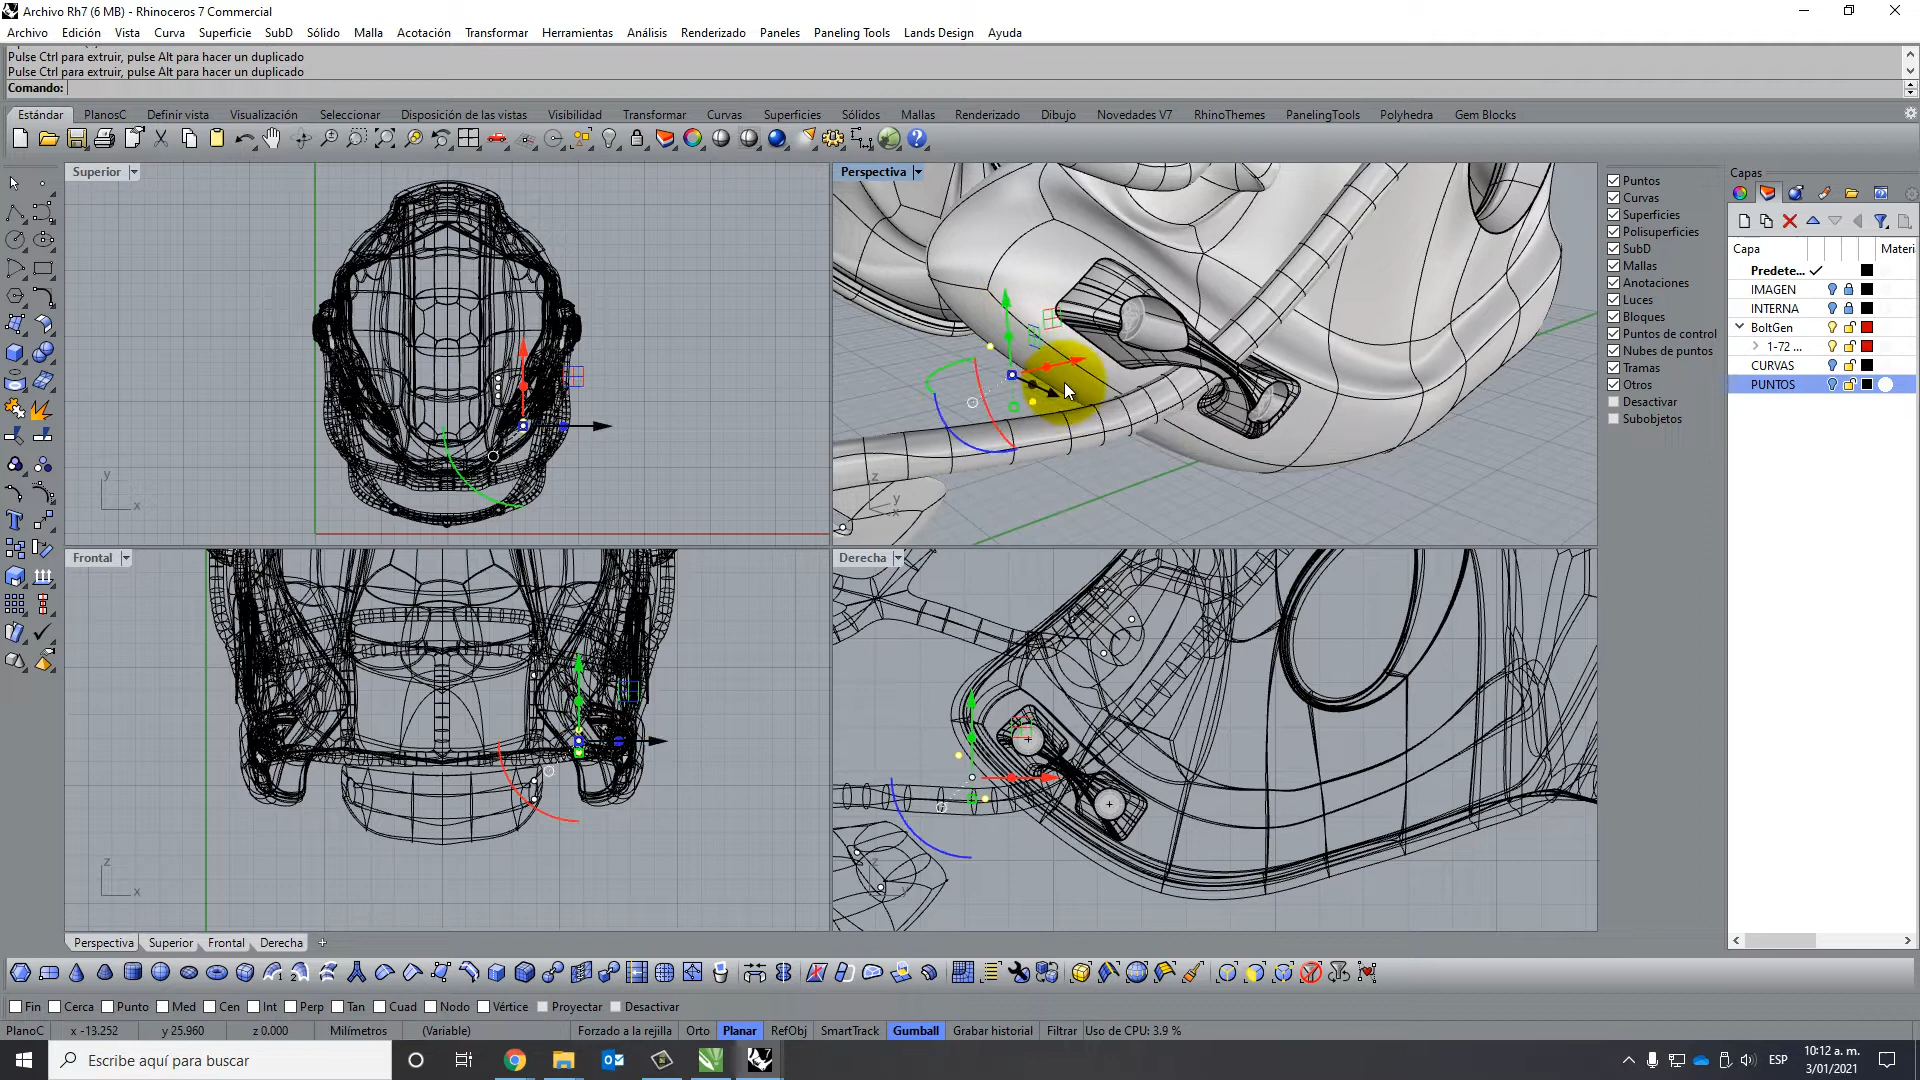 Archivo Rh7 (6 MB) - Rhinoceros 7 Commercial
Archivo Edición Vista Curva Superficie SubD Sólido Malla Acotación Transformar Herramientas Análisis Renderizado Paneles Paneling Tools Lands Design Ayuda
Pulse Ctrl para extruir, pulse Alt para hacer un duplicado
Pulse Ctrl para extruir, pulse Alt para hacer un duplicado
Comando:
Estándar PlanosC Definir vista Visualización Seleccionar Disposición de las vistas Visibilidad Transformar Curvas Superficies Sólidos Mallas Renderizado Dibujo Novedades V7 RhinoThemes PanelingTools Polyhedra Gem Blocks
Superior
Perspectiva
Frontal
Derecha
y
x
z
y
x
z
x
z
y
Puntos
Curvas
Superficies
Polisuperficies
SubD
Mallas
Anotaciones
Luces
Bloques
Puntos de control
Nubes de puntos
Tramas
Otros
Desactivar
Subobjetos
Capas
Capa Materi
Predete...
IMAGEN
INTERNA
BoltGen
1-72 ...
CURVAS
PUNTOS
Perspectiva Superior Frontal Derecha
Fin Cerca Punto Med Cen Int Perp Tan Cuad Nodo Vértice Proyectar Desactivar
PlanoC x -13.252 y 25.960 z 0.000 Milímetros (Variable) Forzado a la rejilla Orto Planar RefObj SmartTrack Gumball Grabar historial Filtrar Uso de CPU: 3.9 %
Escribe aquí para buscar
ESP
10:12 a. m.
3/01/2021